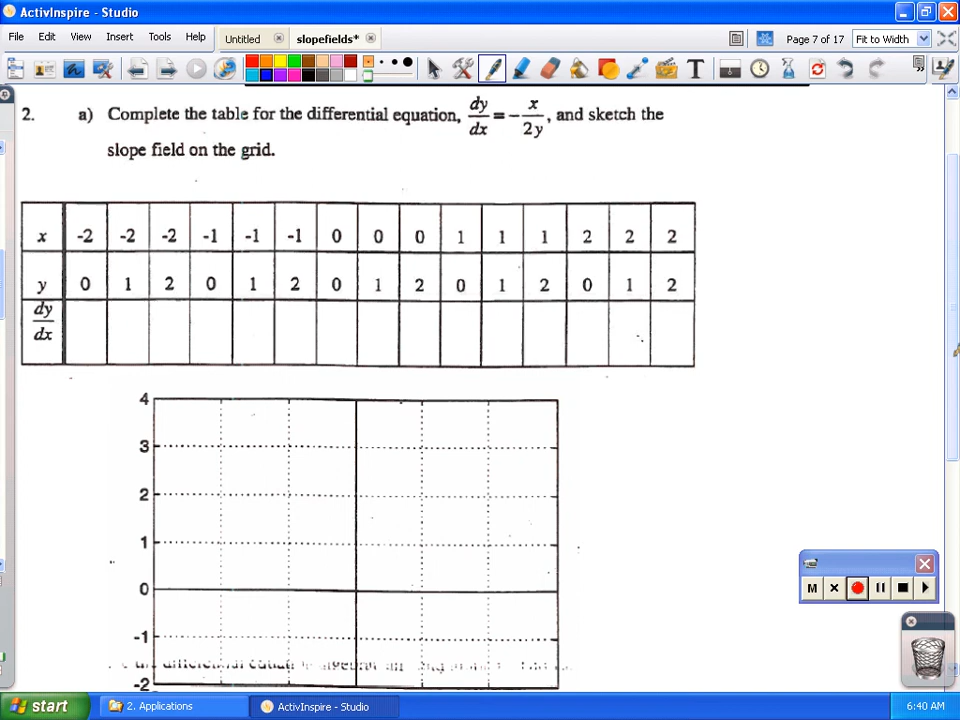 ActivInspire - Studio
File Edit View Insert Tools Help Untitled slopefields* Page 7 of 17 Fit to Width
2. a) Complete the table for the differential equation, dy/dx = -x/2y, and sketch the
slope field on the grid.
x -2 -2 -2 -1 -1 -1 0 0 0 1 1 1 2 2 2
y 0 1 2 0 1 2 0 1 2 0 1 2 0 1 2
dy/dx
4
3
2
1
0
-1
-2
M
start 2. Applications ActivInspire - Studio 6:40 AM